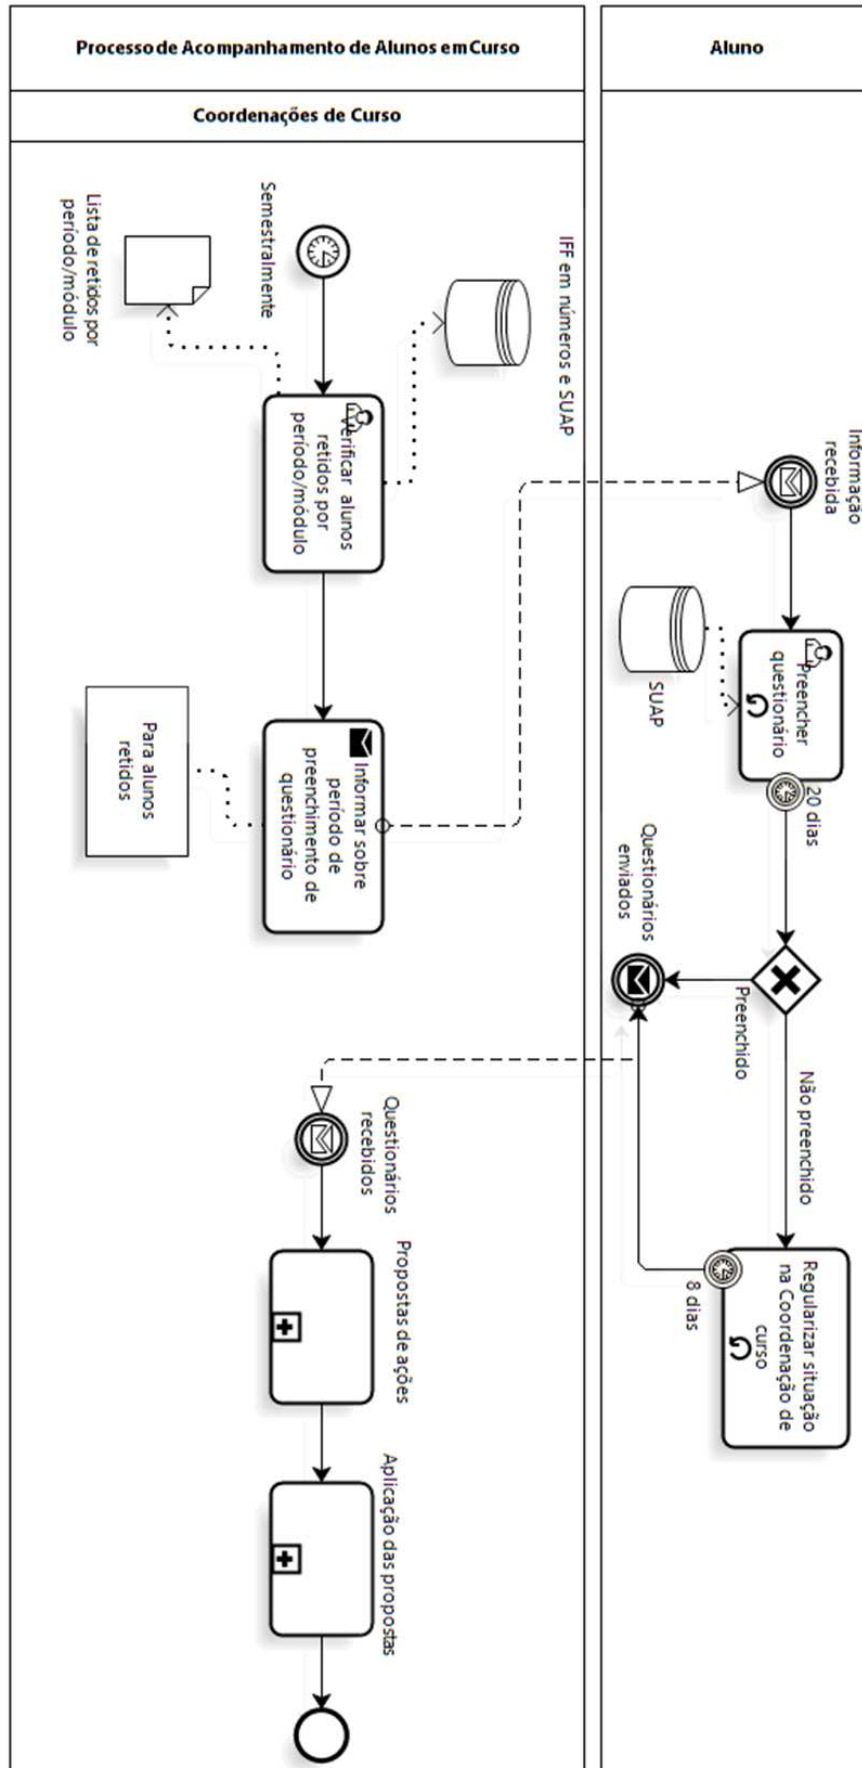 Processo de Acompanhamento de Alunos em Curso
Aluno
Coordenações de Curso
Semestralmente
Lista de retidos por
período/módulo
IFF em números e SUAP
Verificar alunos
retidos por
período/módulo
Informação
recebida
SUAP
Preencher
questionário
20 dias
Para alunos
retidos
Informar sobre
período de
preenchimento de
questionário
Questionários
enviados
Preenchido
Não preenchido
Questionários
recebidos
8 dias
Regularizar situação
na Coordenação de
curso
Propostas de ações
Aplicação das propostas